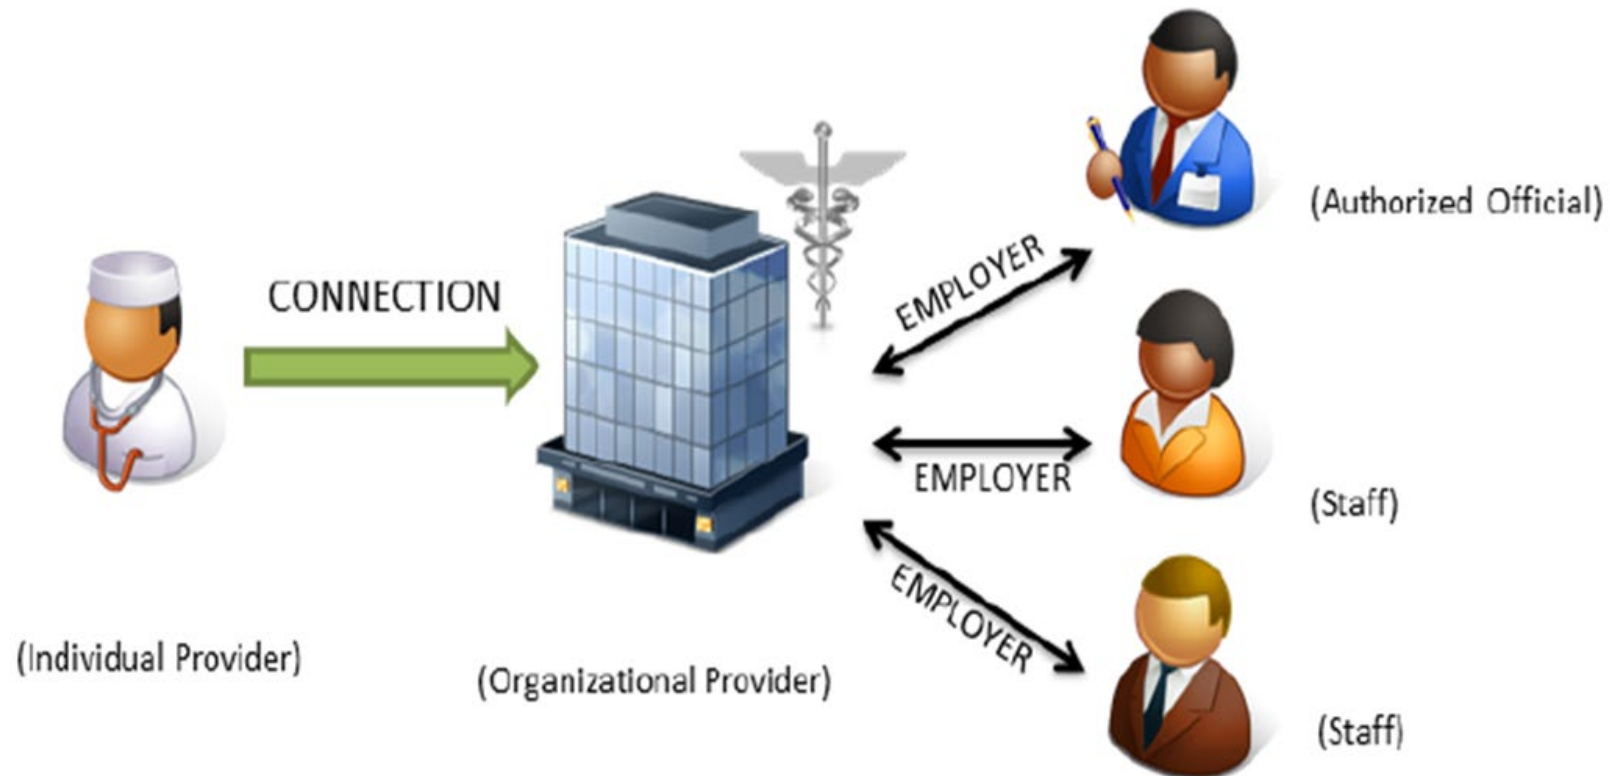 CONNECTION
EMPLOYER
(Authorized Official)
EMPLOYER
(Staff)
EMPLOYER
(Individual Provider)
(Organizational Provider)
(Staff)